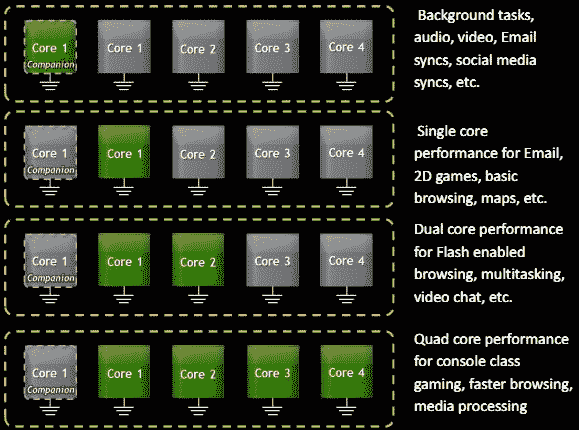 Core 1
Companion
Core 1
Core 2
Core 3
Core 4
Background tasks,
audio, video, Email
syncs, social media
syncs, etc.
Core 1
Companion
Core 1
Core 2
Core 3
Core 4
Single core
performance for Email,
2D games, basic
browsing, maps, etc.
Core 1
Companion
Core 1
Core 2
Core 3
Core 4
Dual core performance
for Flash enabled
browsing, multitasking,
video chat, etc.
Core 1
Companion
Core 1
Core 2
Core 3
Core 4
Quad core performance
for console class
gaming, faster browsing,
media processing